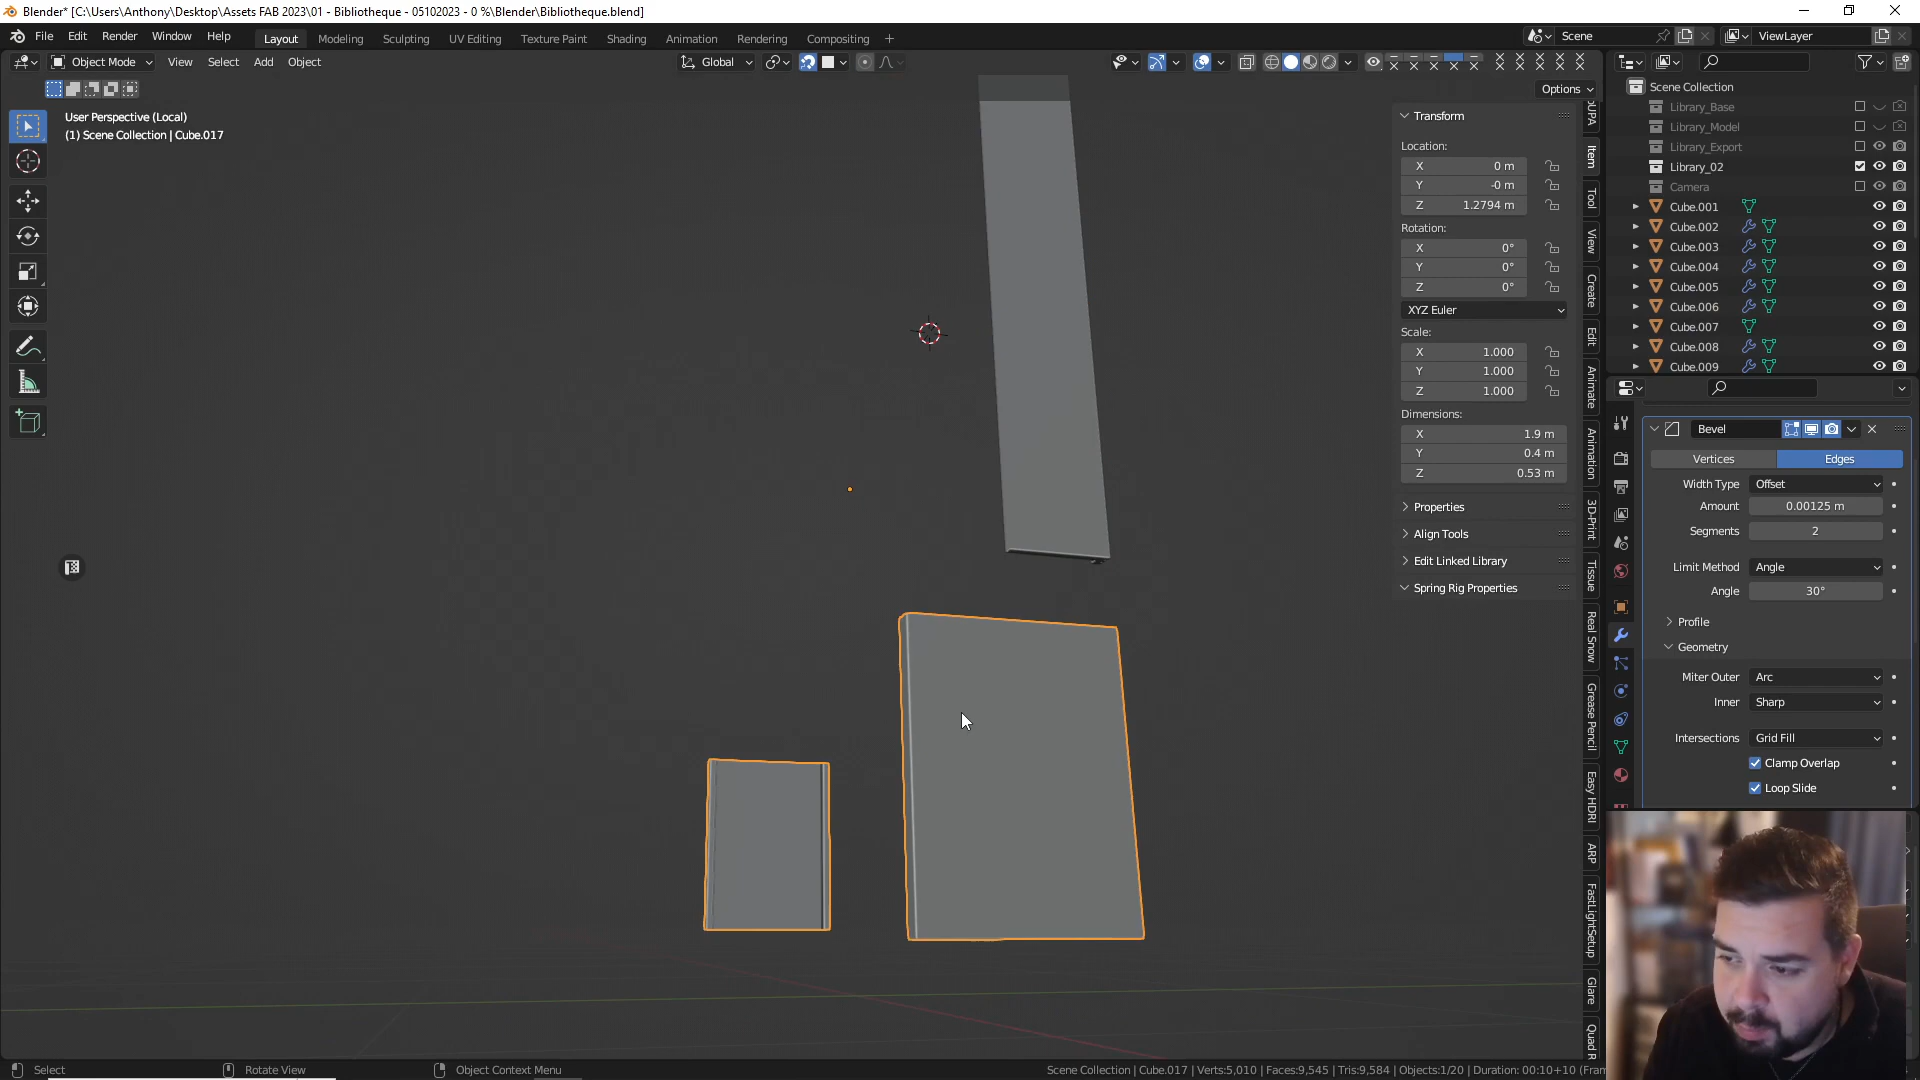 Blender* [C:\Users\Anthony\Desktop\Assets FAB 2023\01 - Bibliotheque - 05102023 - 0 %\Blender\Bibliotheque.blend]
File Edit Render Window Help
Layout Modeling Sculpting UV Editing Texture Paint Shading Animation Rendering Compositing
Scene ViewLayer
Object Mode View Select Add Object
Global
Options
User Perspective (Local)
(1) Scene Collection | Cube.017
Transform
Location:
X 0 m
Y -0 m
Z 1.2794 m
Rotation:
X 0°
Y 0°
Z 0°
XYZ Euler
Scale:
X 1.000
Y 1.000
Z 1.000
Dimensions:
X 1.9 m
Y 0.4 m
Z 0.53 m
Properties
Align Tools
Edit Linked Library
Spring Rig Properties
Item
Tool
View
Create
Edit
Animate
Animation
3D-Print
Tissue
Real Snow
Grease Pencil
Easy HDRI
ARP
FastLightSetup
Glare
Quad R
Scene Collection
Library_Base
Library_Model
Library_Export
Library_02
Camera
Cube.001
Cube.002
Cube.003
Cube.004
Cube.005
Cube.006
Cube.007
Cube.008
Cube.009
Bevel
Vertices Edges
Width Type Offset
Amount 0.00125 m
Segments 2
Limit Method Angle
Angle 30°
Profile
Geometry
Miter Outer Arc
Inner Sharp
Intersections Grid Fill
Clamp Overlap
Loop Slide
Select Rotate View Object Context Menu
Scene Collection | Cube.017 | Verts:5,010 | Faces:9,545 | Tris:9,584 | Objects:1/20 | Duration: 00:10+10 (Fram